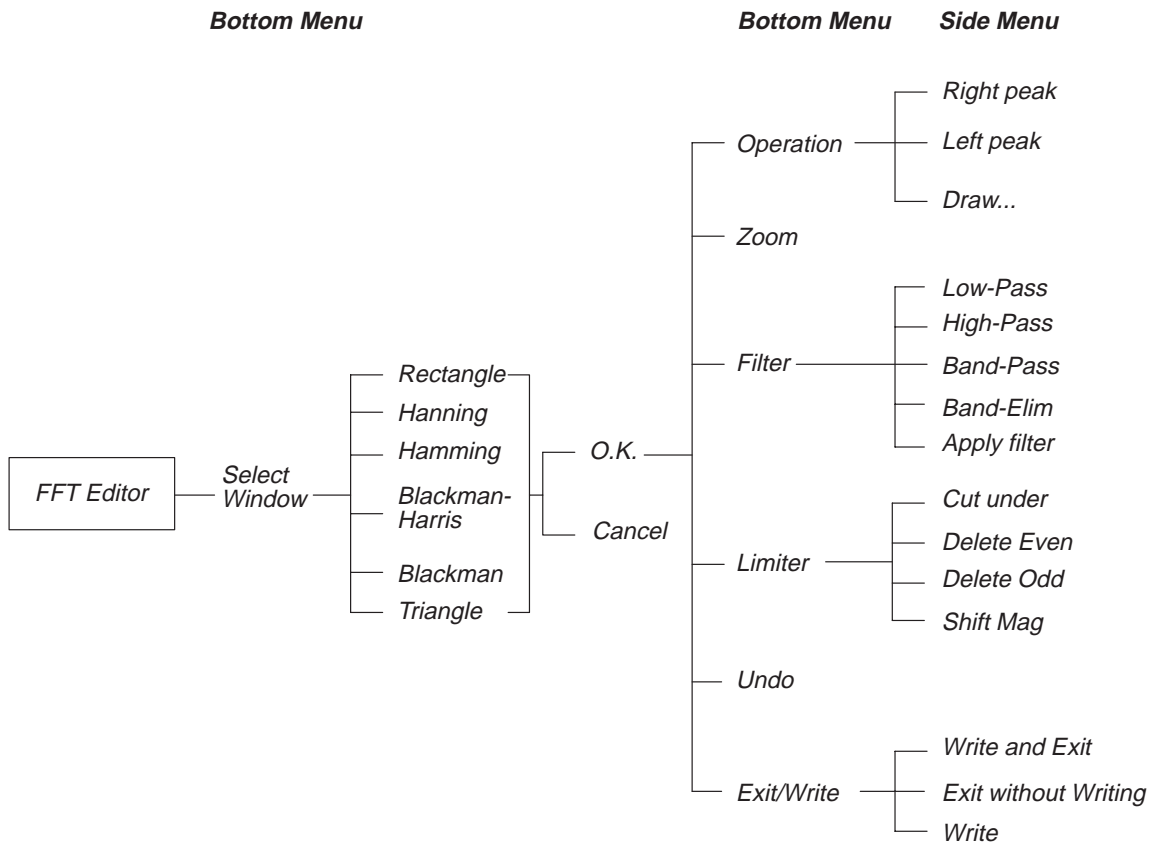 Bottom Menu
Bottom Menu
Side Menu
FFT Editor
Select
Window
Rectangle
Hanning
Hamming
Blackman-
Harris
Blackman
Triangle
O.K.
Cancel
Operation
Right peak
Left peak
Draw...
Zoom
Filter
Low-Pass
High-Pass
Band-Pass
Band-Elim
Apply filter
Limiter
Cut under
Delete Even
Delete Odd
Shift Mag
Undo
Exit/Write
Write and Exit
Exit without Writing
Write